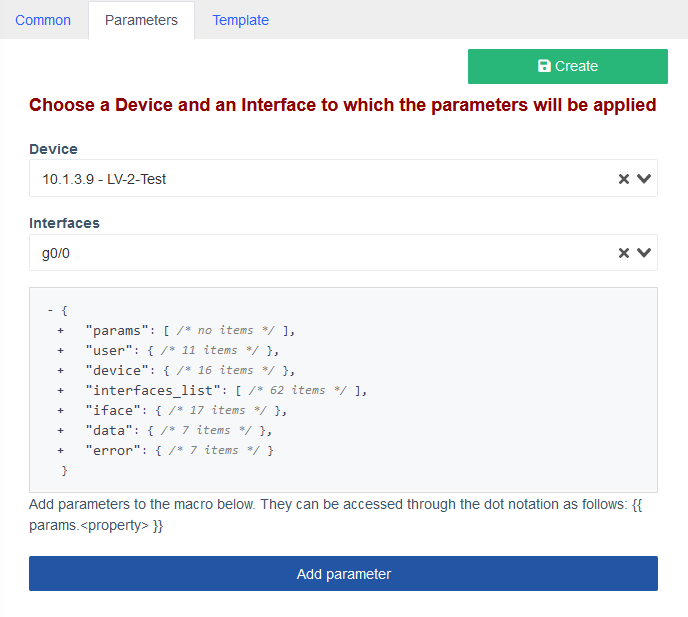 Common Parameters Template
Create
Choose a Device and an Interface to which the parameters will be applied
Device
10.1.3.9 - LV-2-Test
Interfaces
g0/0
- {
+ "params": [ /* no items */ ],
+ "user": { /* 11 items */ },
+ "device": { /* 16 items */ },
+ "interfaces_list": [ /* 62 items */ ],
+ "iface": { /* 17 items */ },
+ "data": { /* 7 items */ },
+ "error": { /* 7 items */ }
}
Add parameters to the macro below. They can be accessed through the dot notation as follows: {{
params.<property> }}
Add parameter